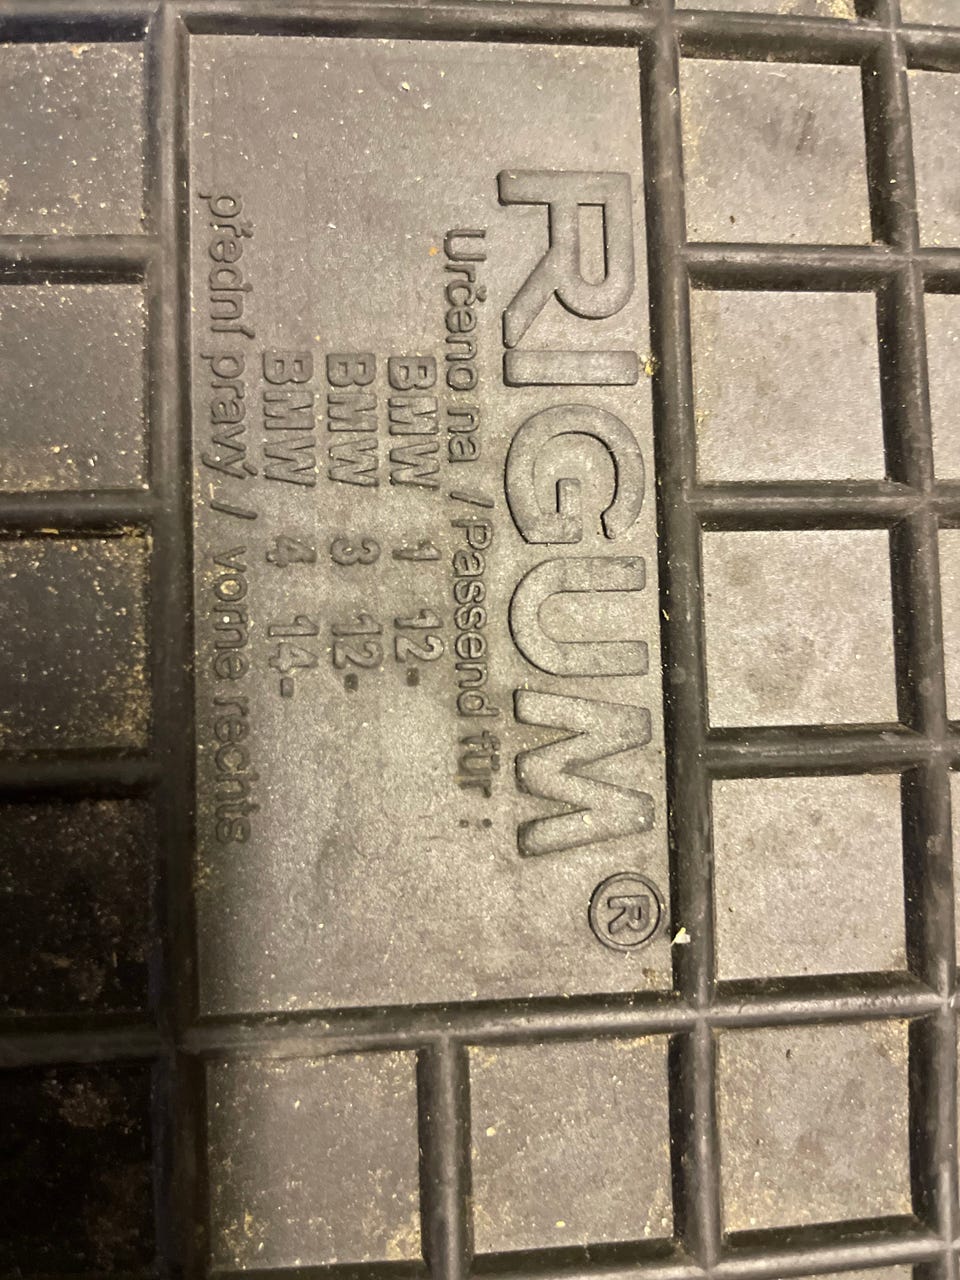 RIGUM®
Určeno na / Passend für :
BMW 1 12-
BMW 3 12-
BMW 4 14-
přední pravý / vorne rechts